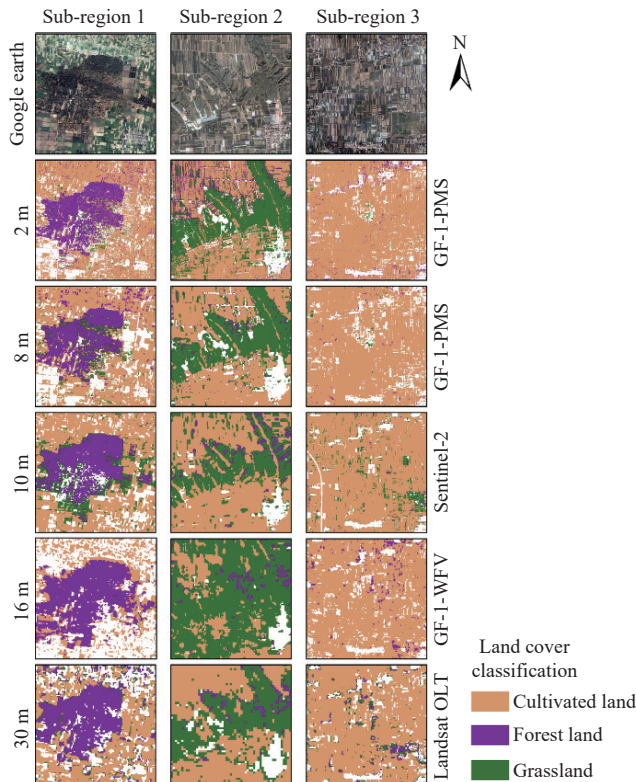 Sub-region 1 Sub-region 2 Sub-region 3
Google earth
N
2 m
GF-1-PMS
8 m
GF-1-PMS
10 m
Sentinel-2
16 m
GF-1-WFV
30 m
Landsat OLT
Land cover
classification
Cultivated land
Forest land
Grassland